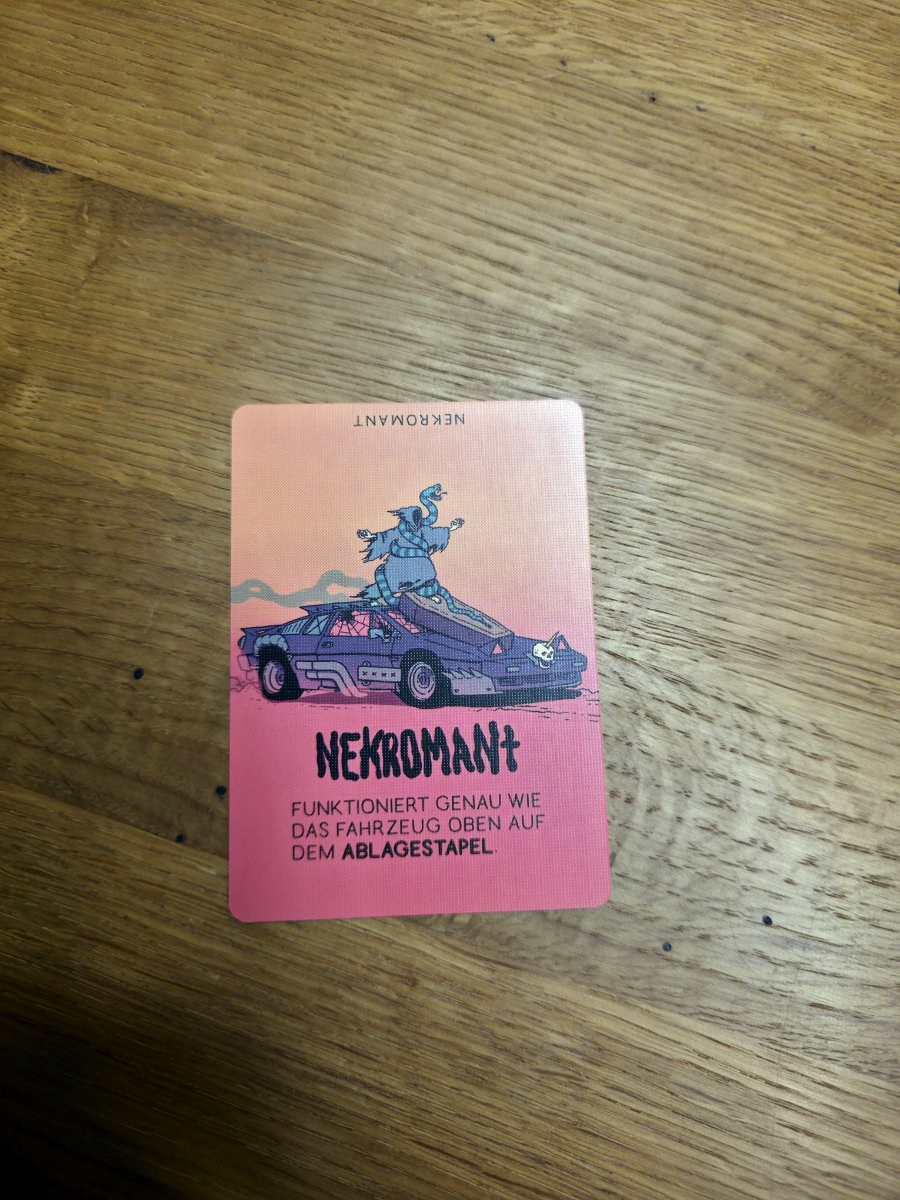 NEKROMANT
NEKROMANT
FUNKTIONIERT GENAU WIE
DAS FAHRZEUG OBEN AUF
DEM ABLAGESTAPEL.